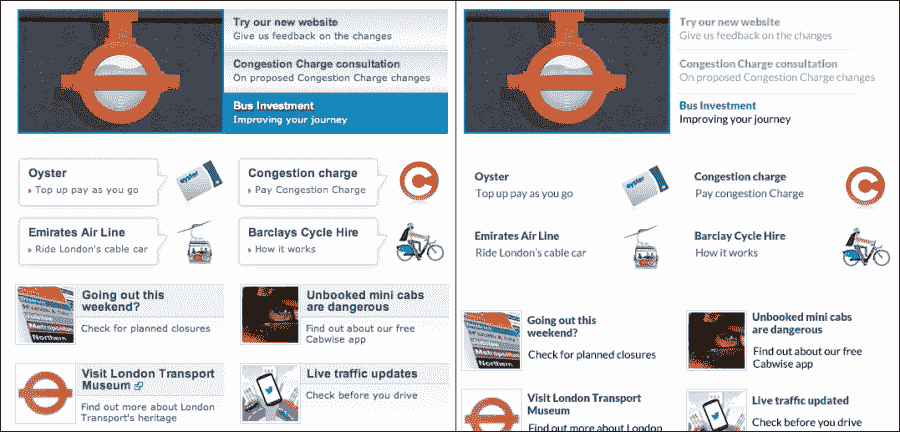 Try our new website
Give us feedback on the changes
Congestion Charge consultation
On proposed Congestion Charge changes
Bus Investment
Improving your journey
Oyster
Top up pay as you go
oyster
Congestion charge
Pay Congestion Charge
Emirates Air Line
Ride London's cable car
Barclays Cycle Hire
How it works
Going out this
weekend?
Check for planned closures
Metropolitan
Northern
Unbooked mini cabs
are dangerous
Find out about our free
Cabwise app
Visit London Transport
Museum
Find out more about London
Transport's heritage
Live traffic updates
Check before you drive
Try our new website
Give us feedback on the changes
Congestion Charge consultation
On proposed Congestion Charge changes
Bus Investment
Improving your journey
Oyster
Top up pay as you go
oyster
Congestion charge
Pay congestion Charge
Emirates Air Line
Ride London's cable car
Barclay Cycle Hire
How it works
Going out this
weekend?
Check for planned closures
Metropolitan
Northern
Unbooked mini cabs
are dangerous
Find out about our free
Cabwise app
Visit London Transport
Museum
Find out more about London
Live traffic updated
Check before you drive